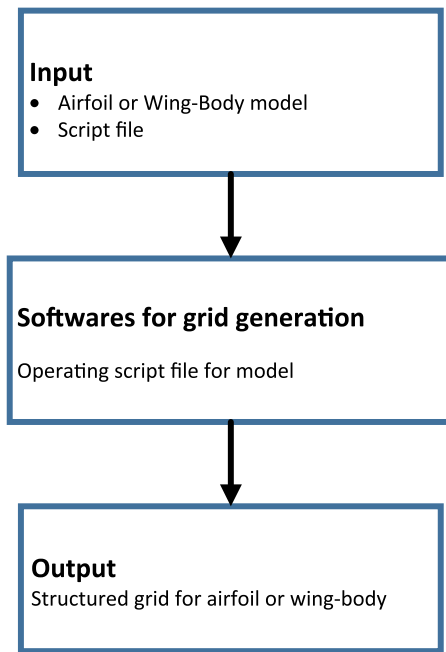 Input
• Airfoil or Wing-Body model
• Script file
Softwares for grid generation
Operating script file for model
Output
Structured grid for airfoil or wing-body